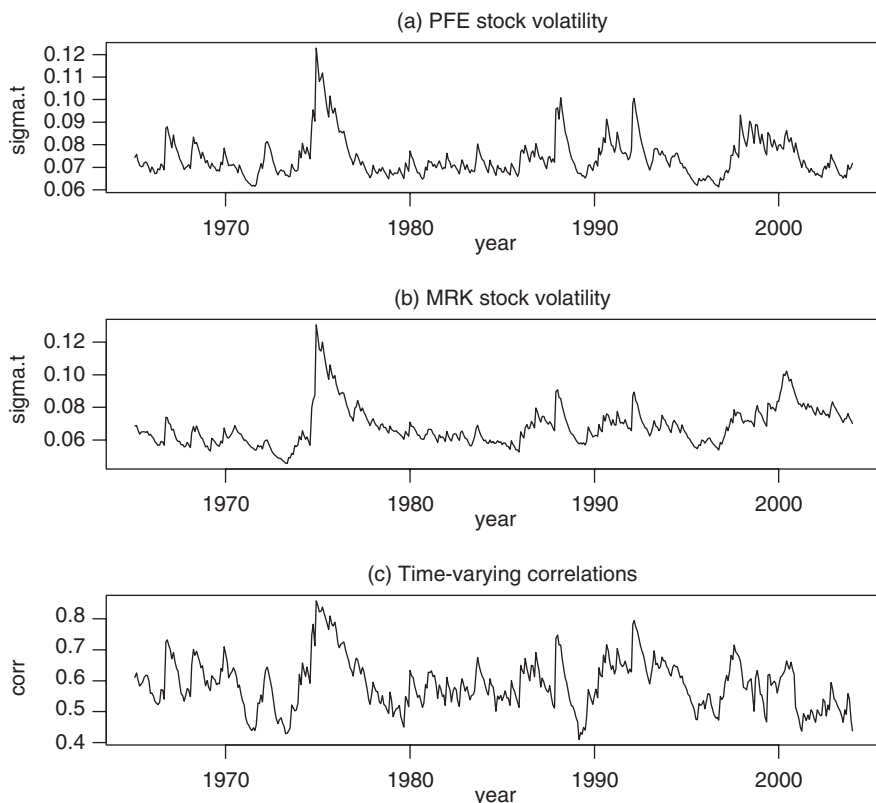 (a) PFE stock volatility
sigma.t
0.12
0.11
0.10
0.09
0.08
0.07
0.06
1970 1980 1990 2000
year
(b) MRK stock volatility
sigma.t
0.12
0.10
0.08
0.06
1970 1980 1990 2000
year
(c) Time-varying correlations
corr
0.8
0.7
0.6
0.5
0.4
1970 1980 1990 2000
year